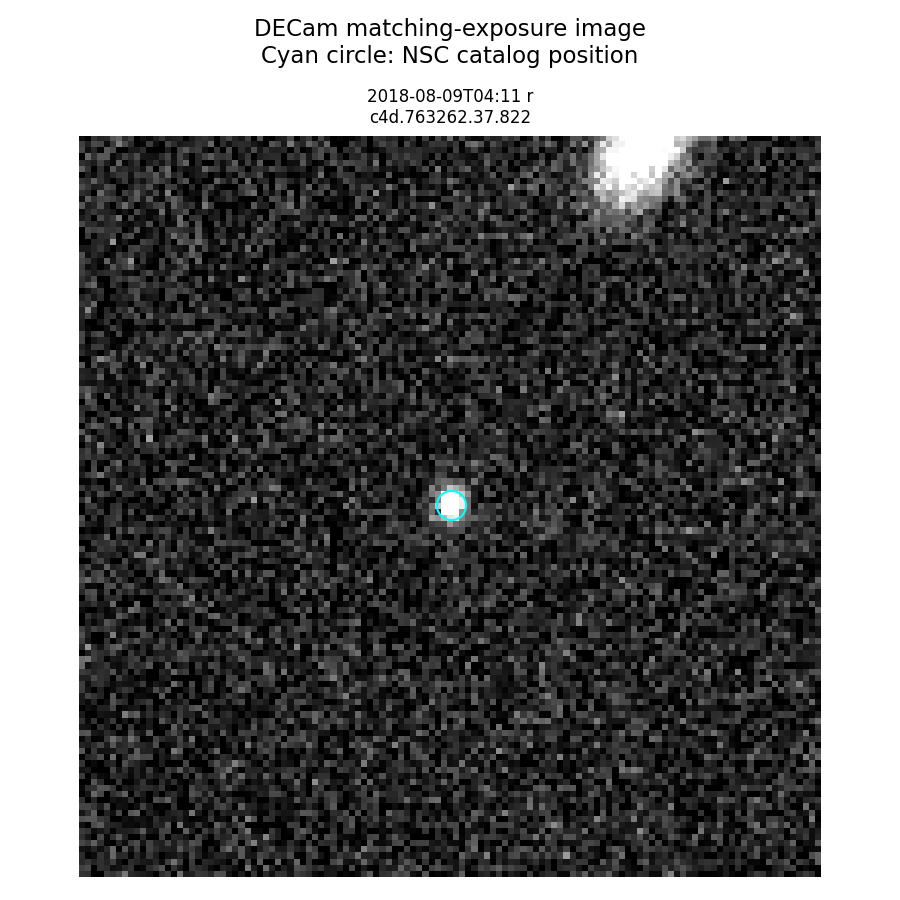 DECam matching-exposure image
Cyan circle: NSC catalog position
2018-08-09T04:11 r
c4d.763262.37.822